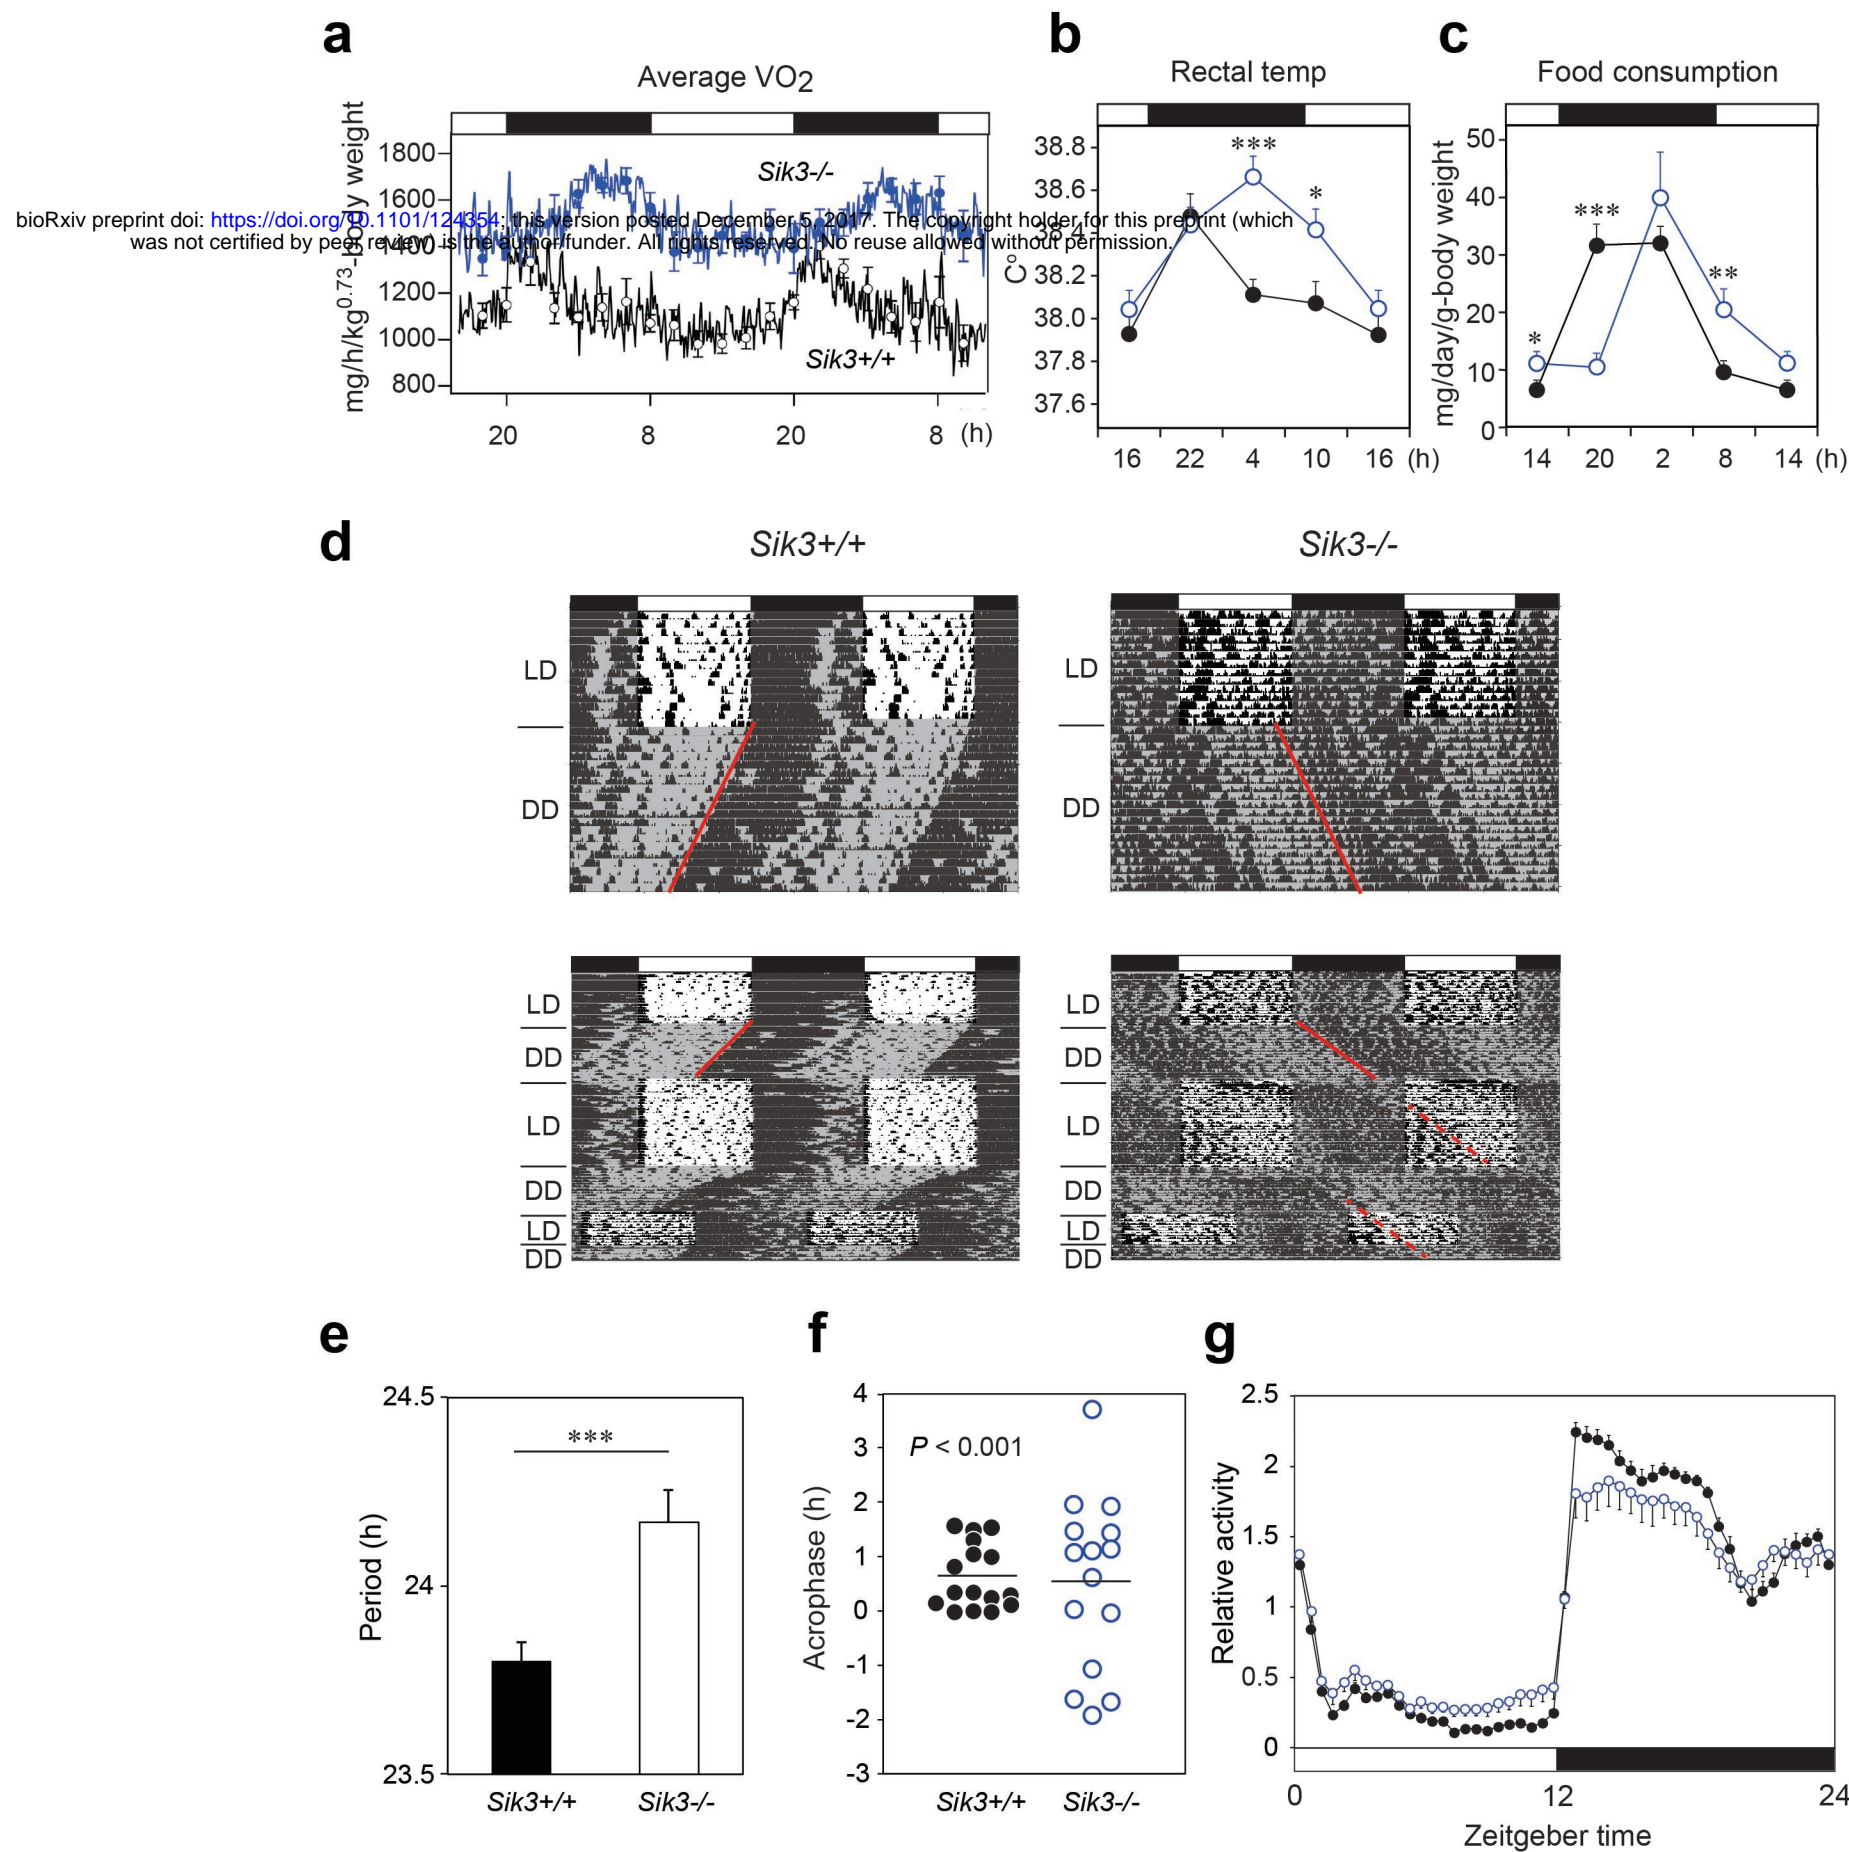 a
b
c
Average VO2
Rectal temp
Food consumption
mg/h/kg0.73-body weight
1800
1600
1400
1200
1000
800
Sik3-/-
Sik3+/+
20 8 20 8 (h)
bioRxiv preprint doi: https://doi.org/10.1101/124354; this version posted December 5, 2017. The copyright holder for this preprint (which
was not certified by peer review) is the author/funder. All rights reserved. No reuse allowed without permission.
C°
38.8
38.6
38.4
38.2
38.0
37.8
37.6
***
*
16 22 4 10 16 (h)
mg/day/g-body weight
50
40
30
20
10
0
*
***
**
14 20 2 8 14 (h)
d
Sik3+/+
Sik3-/-
LD
DD
LD
DD
LD
DD
LD
DD
LD
DD
LD
DD
LD
DD
LD
DD
e
f
g
Period (h)
24.5
24
23.5
***
Sik3+/+ Sik3-/-
Acrophase (h)
4
3
2
1
0
-1
-2
-3
P < 0.001
Sik3+/+ Sik3-/-
Relative activity
2.5
2
1.5
1
0.5
0
0 12 24
Zeitgeber time